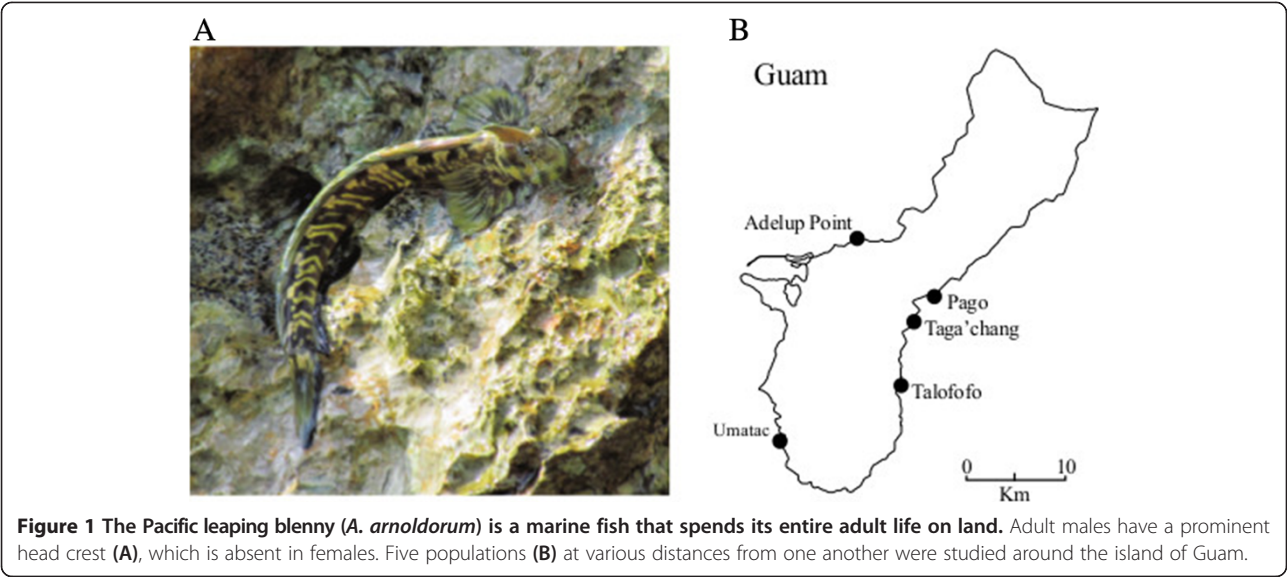 A
B
Guam
Adelup Point
Pago
Taga'chang
Talofofo
Umatac
0 10
Km
Figure 1 The Pacific leaping blenny (A. arnoldorum) is a marine fish that spends its entire adult life on land. Adult males have a prominent
head crest (A), which is absent in females. Five populations (B) at various distances from one another were studied around the island of Guam.